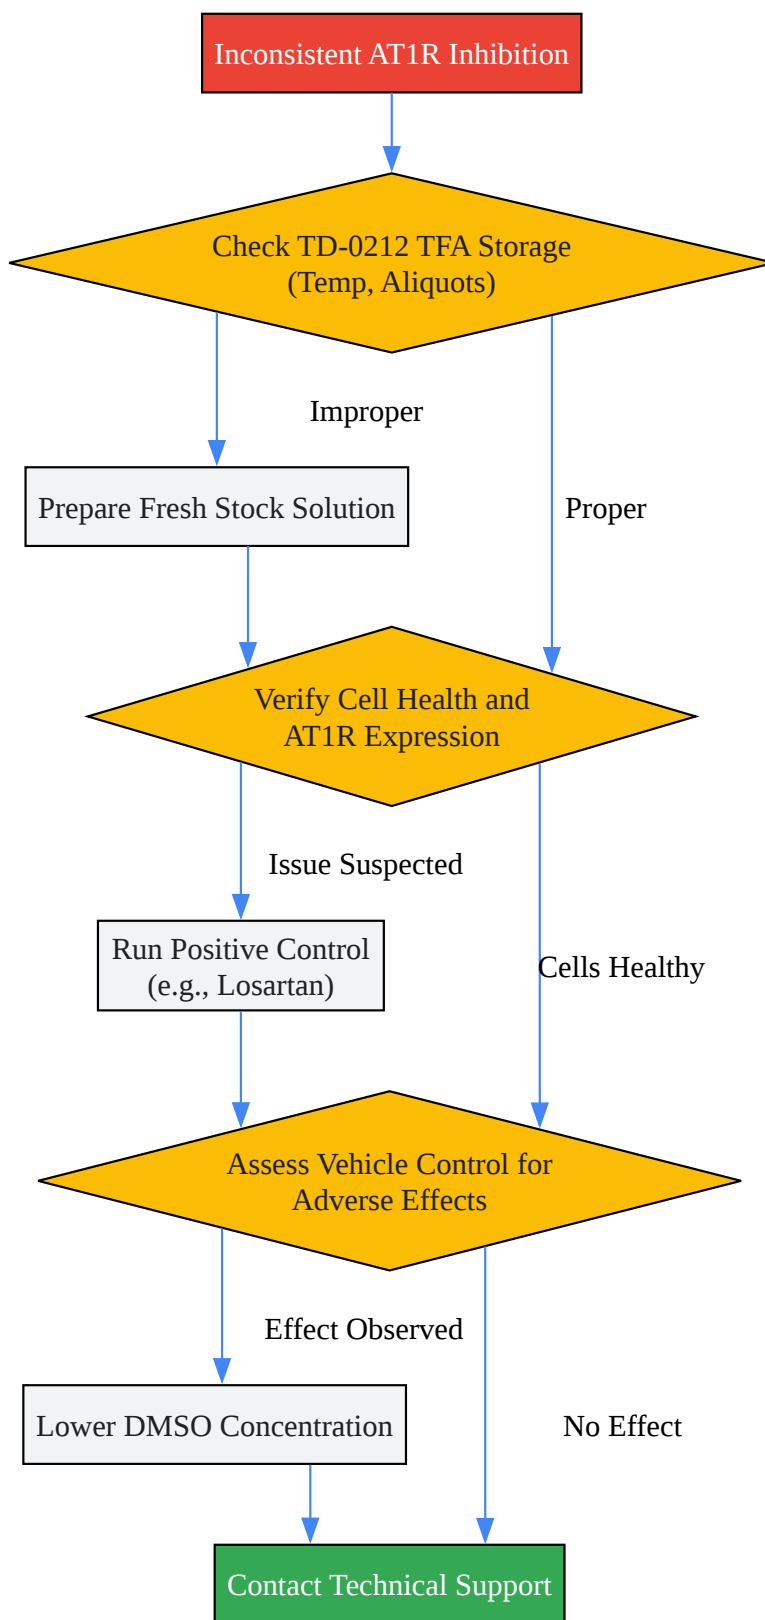 Inconsistent AT1R Inhibition
Check TD-0212 TFA Storage
(Temp, Aliquots)
Improper
Prepare Fresh Stock Solution
Proper
Verify Cell Health and
AT1R Expression
Issue Suspected
Run Positive Control
(e.g., Losartan)
Cells Healthy
Assess Vehicle Control for
Adverse Effects
Effect Observed
Lower DMSO Concentration
No Effect
Contact Technical Support